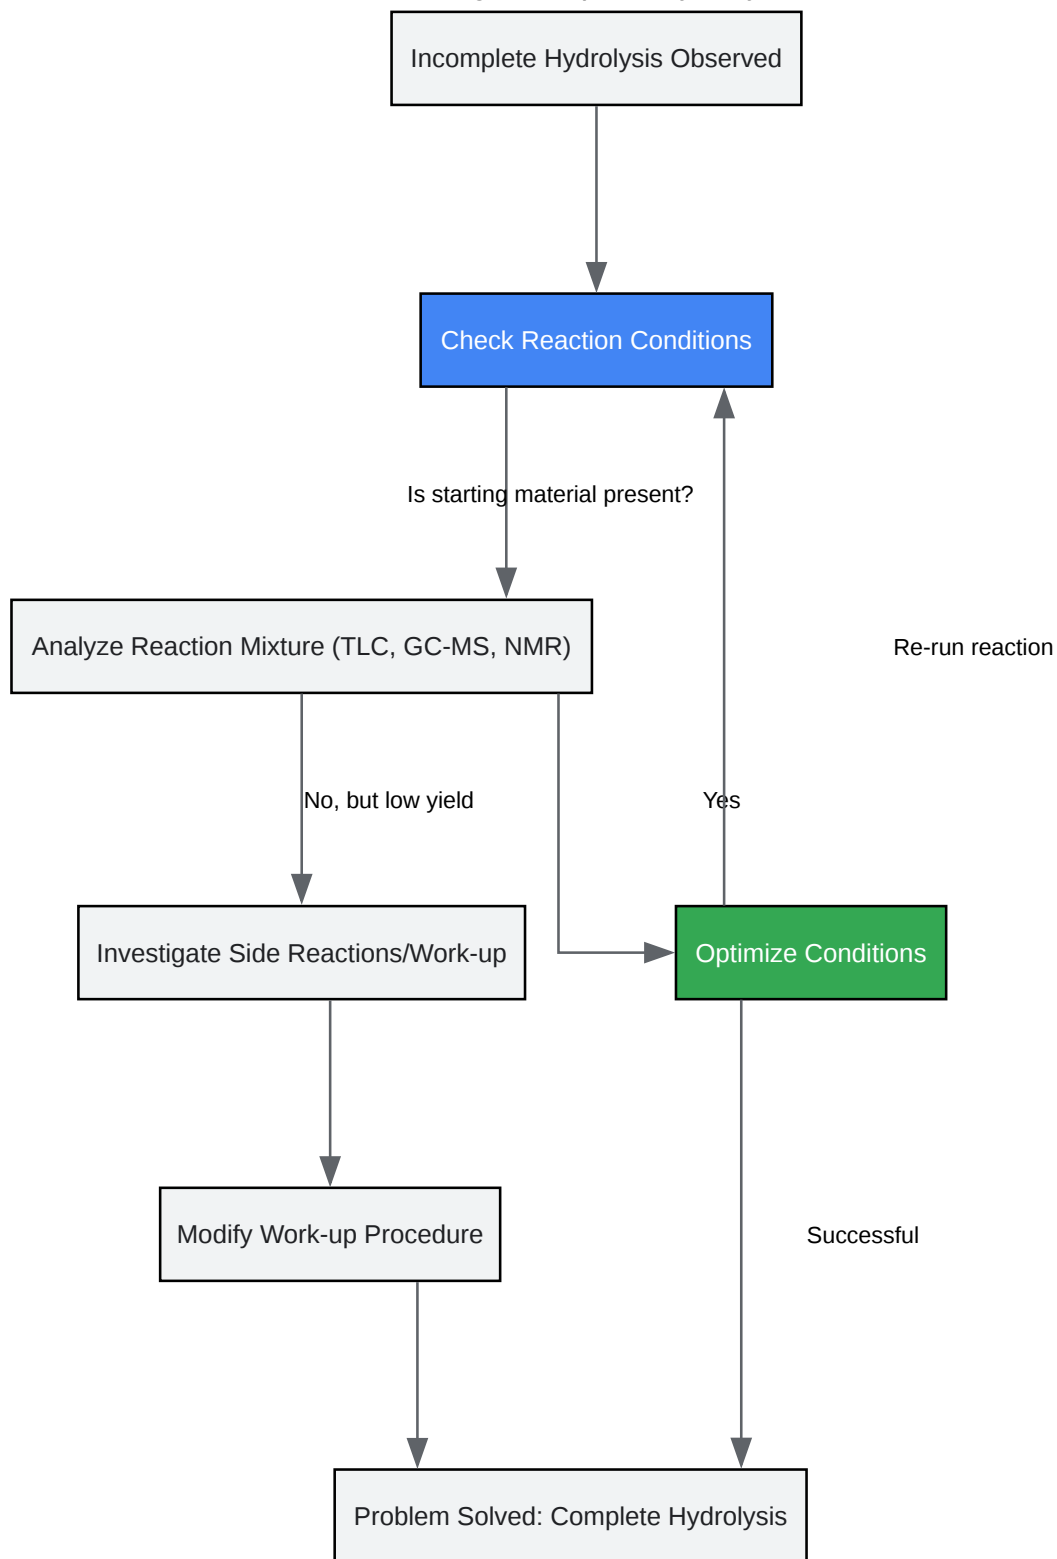 Incomplete Hydrolysis Observed
Check Reaction Conditions
Is starting material present?
Analyze Reaction Mixture (TLC, GC-MS, NMR)
Re-run reaction
No, but low yield
Yes
Investigate Side Reactions/Work-up
Optimize Conditions
Modify Work-up Procedure
Successful
Problem Solved: Complete Hydrolysis